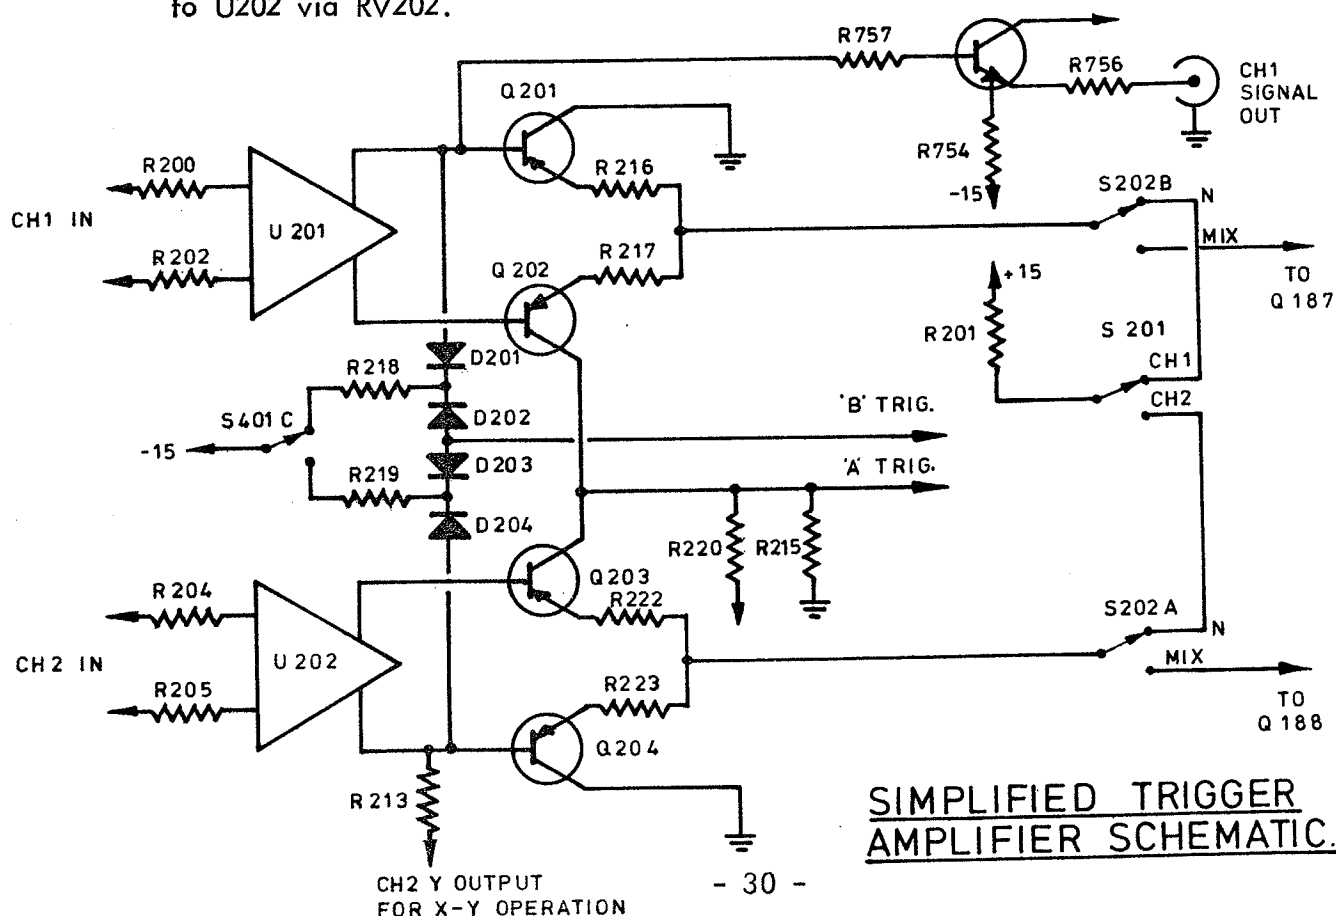 to U202 via RV202.
R757
R756
CH1
SIGNAL
OUT
Q201
R754
-15
R200
R216
S202B
N
CH1 IN
U 201
MIX
R202
Q 202
R217
TO
Q 187
+15
R201
S 201
D201
R218
CH1
CH2
S401 C
D202
'B' TRIG.
-15
R219
D203
'A' TRIG.
D204
R220
R215
R204
Q203
R222
S202 A
N
CH2 IN
U 202
MIX
R205
R223
TO
Q 188
Q204
R 213
SIMPLIFIED TRIGGER
AMPLIFIER SCHEMATIC.
CH2 Y OUTPUT
FOR X-Y OPERATION
- 30 -